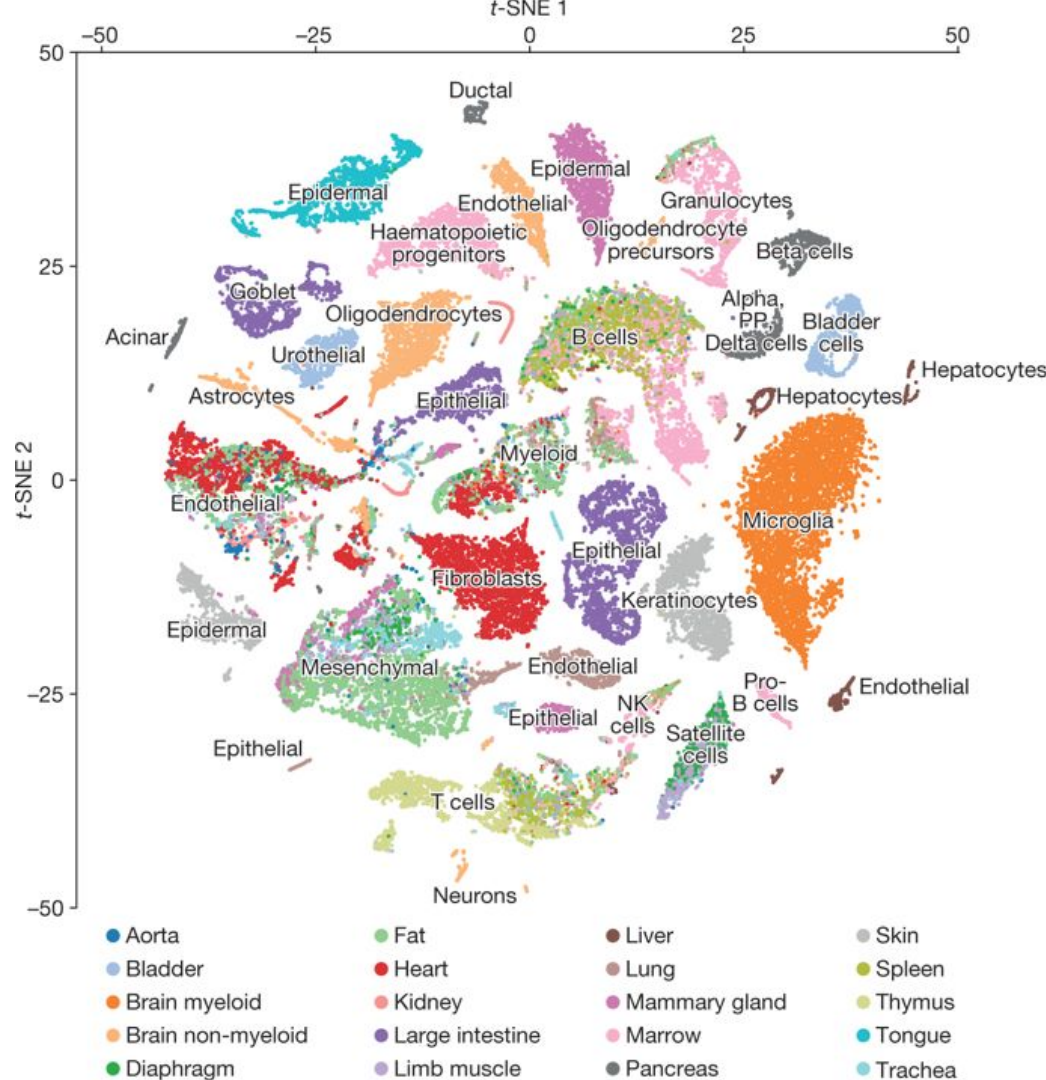 t-SNE 1
−50
−25
0
25
50
50
25
0
−25
−50
t-SNE 2
Ductal
Epidermal
Epidermal
Endothelial
Granulocytes
Haematopoietic
progenitors
Oligodendrocyte
precursors
Beta cells
Goblet
Oligodendrocytes
Alpha,
PP,
Delta cells
Bladder
cells
Acinar
Urothelial
B cells
Astrocytes
Epithelial
Hepatocytes
Hepatocytes
Myeloid
Endothelial
Microglia
Epithelial
Fibroblasts
Keratinocytes
Epidermal
Mesenchymal
Endothelial
Pro-
B cells
Endothelial
Epithelial
NK
cells
Satellite
cells
Epithelial
T cells
Neurons
Aorta
Fat
Liver
Skin
Bladder
Heart
Lung
Spleen
Brain myeloid
Kidney
Mammary gland
Thymus
Brain non-myeloid
Large intestine
Marrow
Tongue
Diaphragm
Limb muscle
Pancreas
Trachea